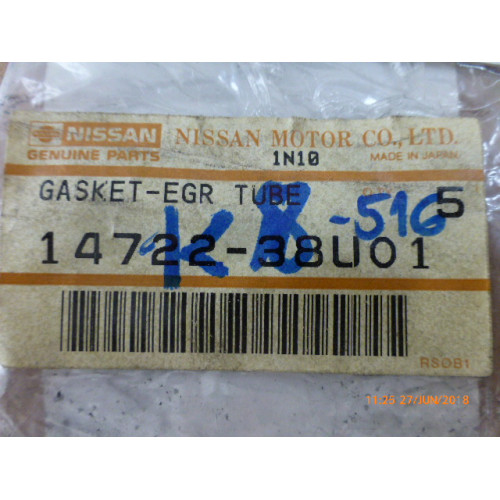 NISSAN NISSAN MOTOR CO., LTD.
GENUINE PARTS 1N10 MADE IN JAPAN
GASKET-EGR TUBE 5
K8-516
14722-38U01
RSOB1
11:25 27/JUN/2018